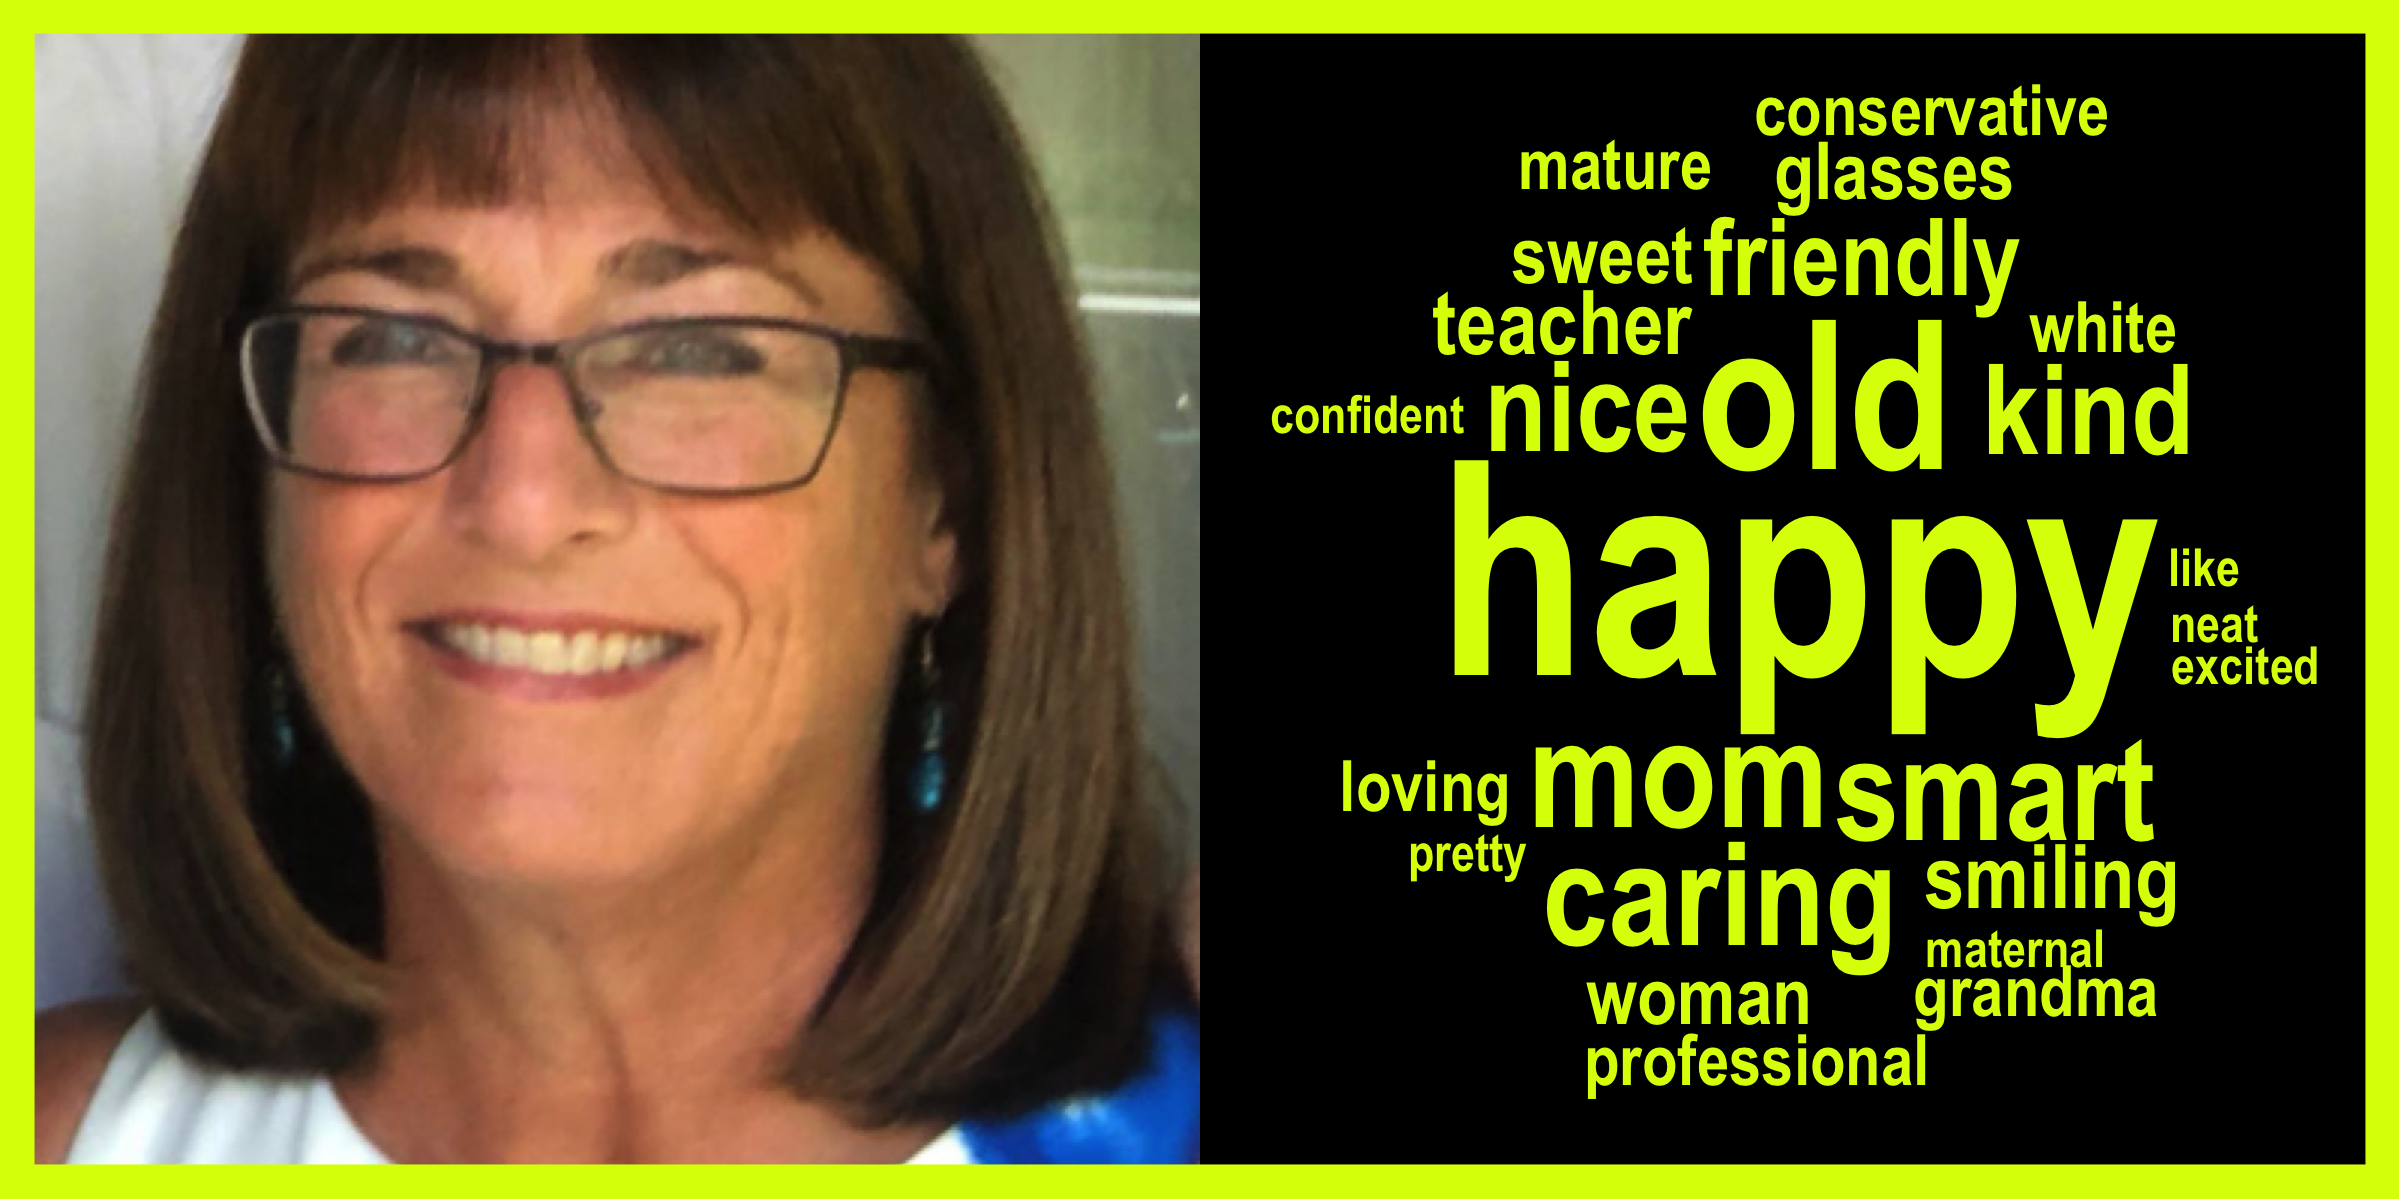 conservative
mature glasses
sweet friendly
teacher white
confident nice old kind
happy
like
neat
excited
loving mom smart
pretty caring smiling
maternal
woman grandma
professional